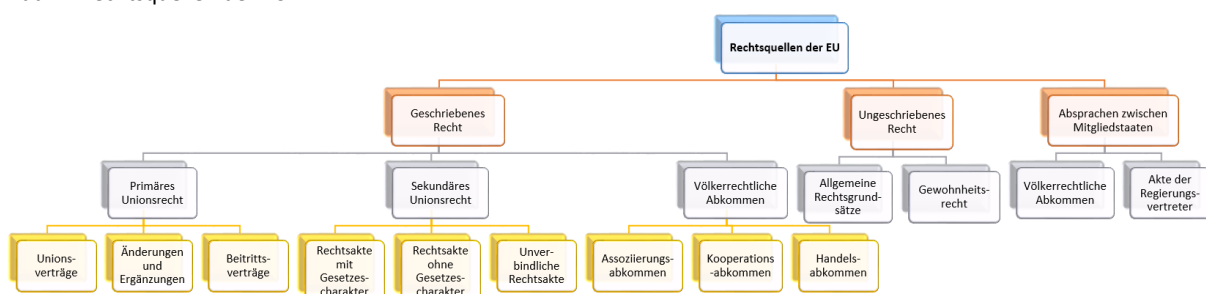 Rechtsquellen der EU
Geschriebenes
Recht
Ungeschriebenes
Recht
Absprachen zwischen
Mitgliedstaaten
Primäres
Unionsrecht
Sekundäres
Unionsrecht
Völkerrechtliche
Abkommen
Allgemeine
Rechtsgrund-
sätze
Gewohnheits-
recht
Völkerrechtliche
Abkommen
Akte der
Regierungs-
vertreter
Unions-
verträge
Änderungen
und
Ergänzungen
Beitritts-
verträge
Rechtsakte
mit
Gesetzes-
charakter
Rechtsakte
ohne
Gesetzes-
charakter
Unver-
bindliche
Rechtsakte
Assoziierungs-
abkommen
Kooperations
-abkommen
Handels-
abkommen